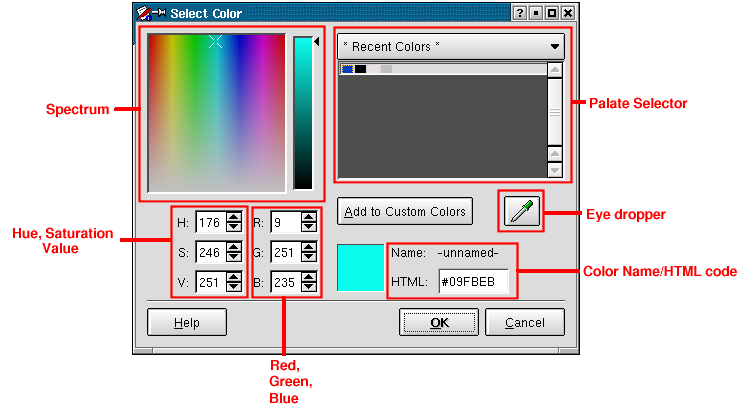 Select Color
* Recent Colors *
Spectrum
Palate Selector
Add to Custom Colors
Eye dropper
Hue, Saturation
Value
H: 176
R: 9
S: 246
G: 251
V: 251
B: 235
Name: -unnamed-
HTML: #09FBEB
Color Name/HTML code
Help
OK
Cancel
Red,
Green,
Blue